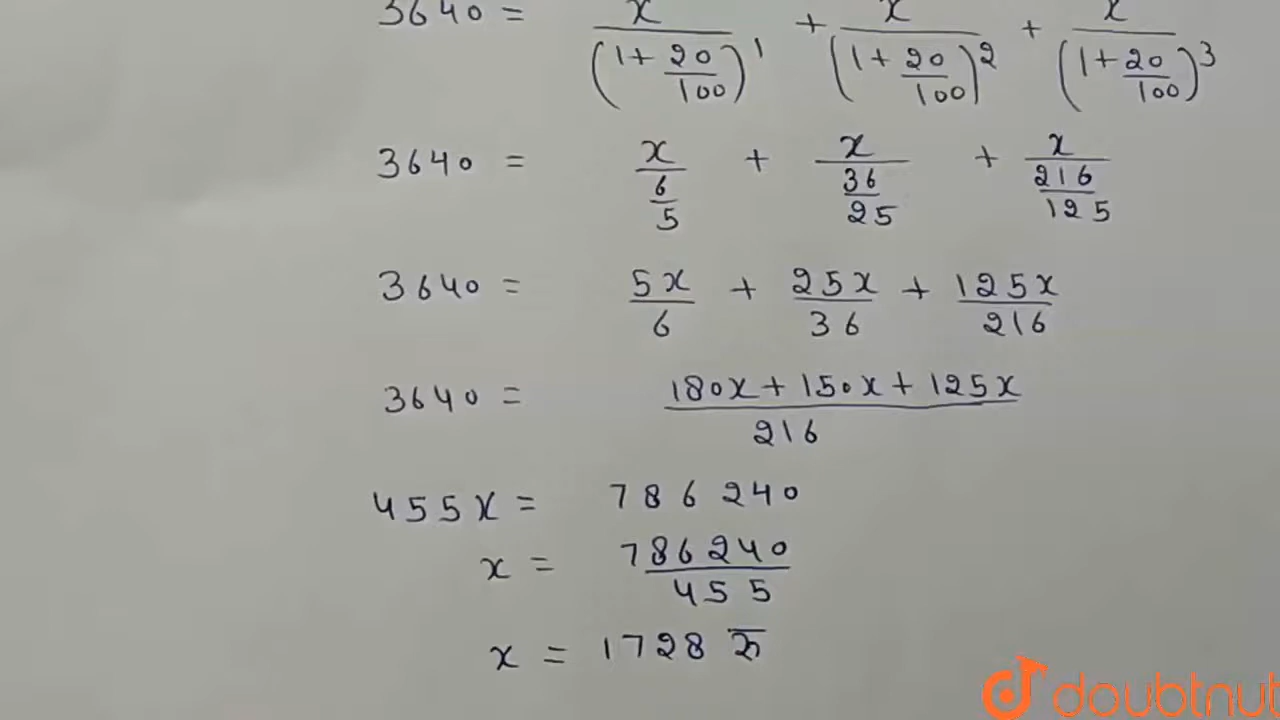 3640 = x/(1+20/100)^1 + x/(1+20/100)^2 + x/(1+20/100)^3
3640 = x/(6/5) + x/(36/25) + x/(216/125)
3640 = 5x/6 + 25x/36 + 125x/216
3640 = (180x + 150x + 125x)/216
455x = 786240
x = 786240/455
x = 1728 रु
doubtnut